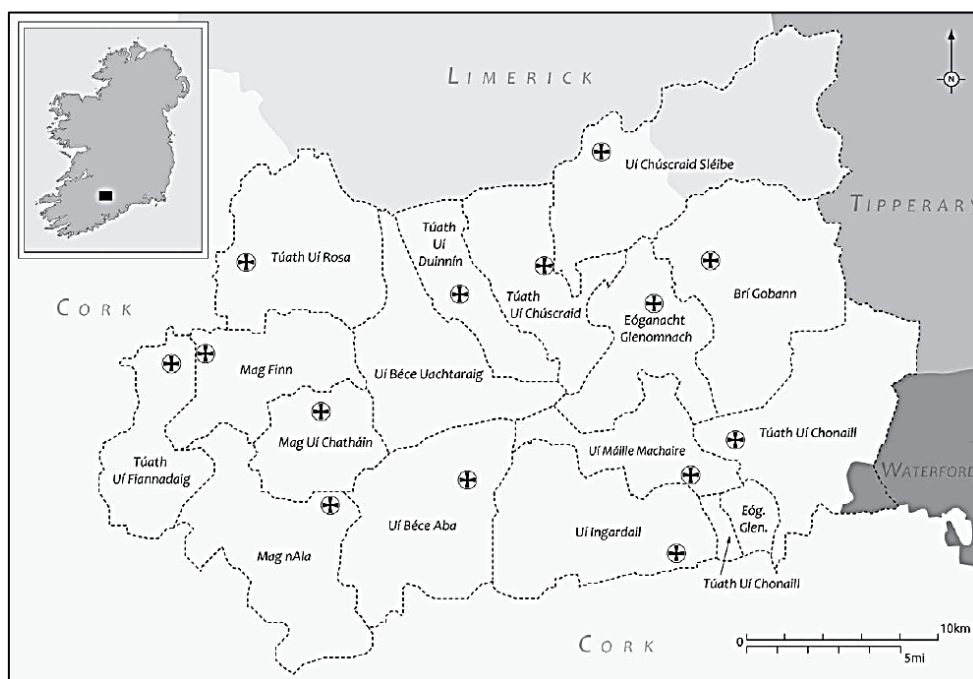 LIMERICK
N
Uí Chúscraid Sléibe
TIPPERARY
Túath Uí Rosa
Túath
Uí
Duinnín
Túath
Uí Chúscraid
Eóganacht
Glenomnach
Brí Gobann
CORK
Mag Finn
Uí Béce Uachtaraig
Mag Uí Chatháin
Uí Máille Machaire
Túath Uí Chonaill
Túath
Uí Fiannadaig
WATERFORD
Uí Béce Aba
Uí Ingardail
Eóg.
Glen.
Mag nAla
Túath Uí Chonaill
CORK
0
10km
5mi